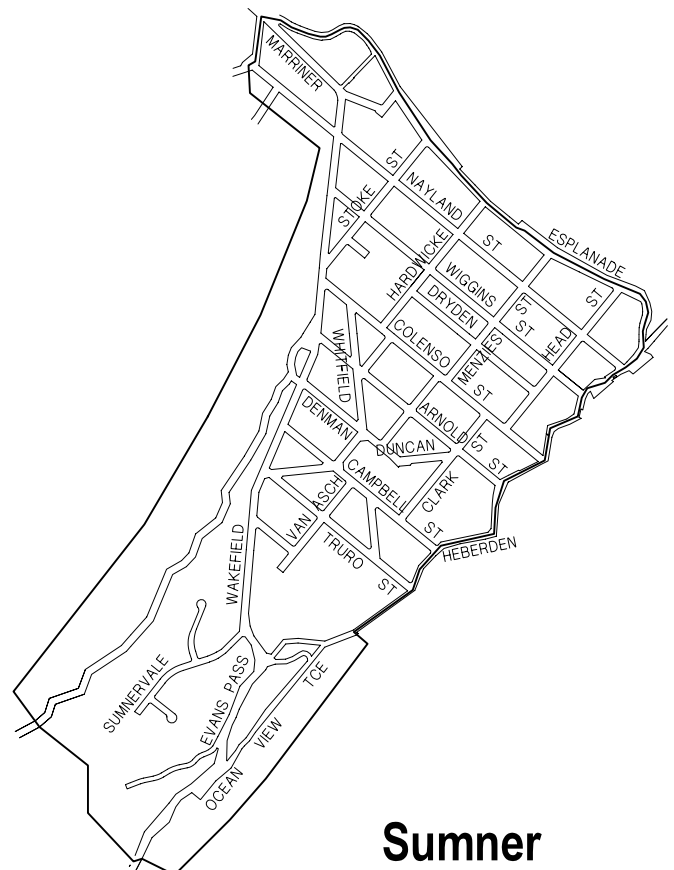 MARRINER
ST
NAYLAND
ST
STOKE
ESPLANADE
HARDWICKE
WIGGINS
ST
ST
ST
DRYDEN
HEAD
COLENSO
MENZIES
ST
WHITFIELD
ARNOLD
ST
DENMAN
DUNCAN
ST
CAMPBELL
CLARK
ST
VAN ASCH
HEBERDEN
TRURO
ST
WAKEFIELD
SUMNERVALE
EVANS PASS
OCEAN VIEW TCE
Sumner